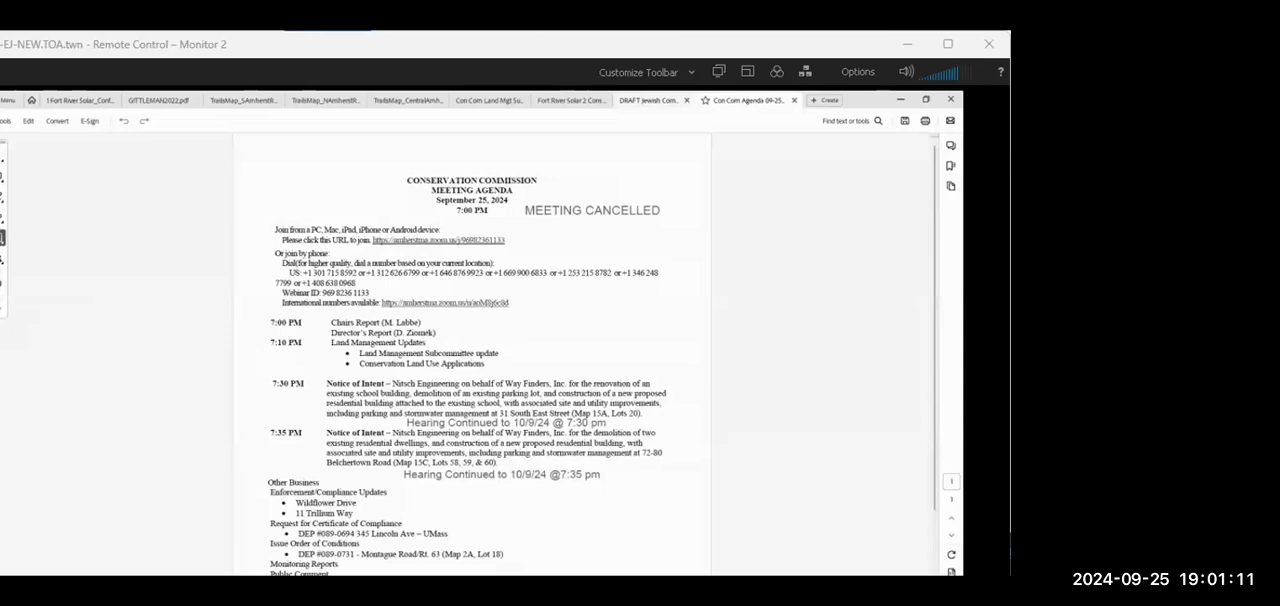 -EJ-NEW.TOA.twn - Remote Control – Monitor 2
Customize Toolbar
Options
?
Menu
1 Fort River Solar_Conf...
GITTLEMAN2022.pdf
TrailsMap_SAmherstR...
TrailsMap_NAmherstR...
TrailsMap_CentralAmh...
Con Com Land Mgt Su...
Fort River Solar 2 Cons...
DRAFT Jewish Com...
Con Com Agenda 09-25...
+ Create
ools
Edit
Convert
E-Sign
Find text or tools
CONSERVATION COMMISSION
MEETING AGENDA
September 25, 2024
7:00 PM
MEETING CANCELLED
Join from a PC, Mac, iPad, iPhone or Android device:
Please click this URL to join. https://amherstma.zoom.us/j/96982361133
Or join by phone:
Dial(for higher quality, dial a number based on your current location):
US: +1 301 715 8592 or +1 312 626 6799 or +1 646 876 9923 or +1 669 900 6833 or +1 253 215 8782 or +1 346 248
7799 or +1 408 638 0968
Webinar ID: 969 8236 1133
International numbers available:
7:00 PM Chairs Report (M. Labbe)
Director's Report (D. Ziomek)
7:10 PM Land Management Updates
• Land Management Subcommittee update
• Conservation Land Use Applications
7:30 PM Notice of Intent – Nitsch Engineering on behalf of Way Finders, Inc. for the renovation of an
existing school building, demolition of an existing parking lot, and construction of a new proposed
residential building attached to the existing school, with associated site and utility improvements,
including parking and stormwater management at 31 South East Street (Map 15A, Lots 20).
Hearing Continued to 10/9/24 @ 7:30 pm
7:35 PM Notice of Intent – Nitsch Engineering on behalf of Way Finders, Inc. for the demolition of two
existing residential dwellings, and construction of a new proposed residential building, with
associated site and utility improvements, including parking and stormwater management at 72-80
Belchertown Road (Map 15C, Lots 58, 59, & 60).
Hearing Continued to 10/9/24 @7:35 pm
Other Business
Enforcement/Compliance Updates
• Wildflower Drive
• 11 Trillium Way
Request for Certificate of Compliance
• DEP #089-0694 345 Lincoln Ave – UMass
Issue Order of Conditions
• DEP #089-0731 - Montague Road/Rt. 63 (Map 2A, Lot 18)
Monitoring Reports
Public Comment
1
1
2024-09-25 19:01:11